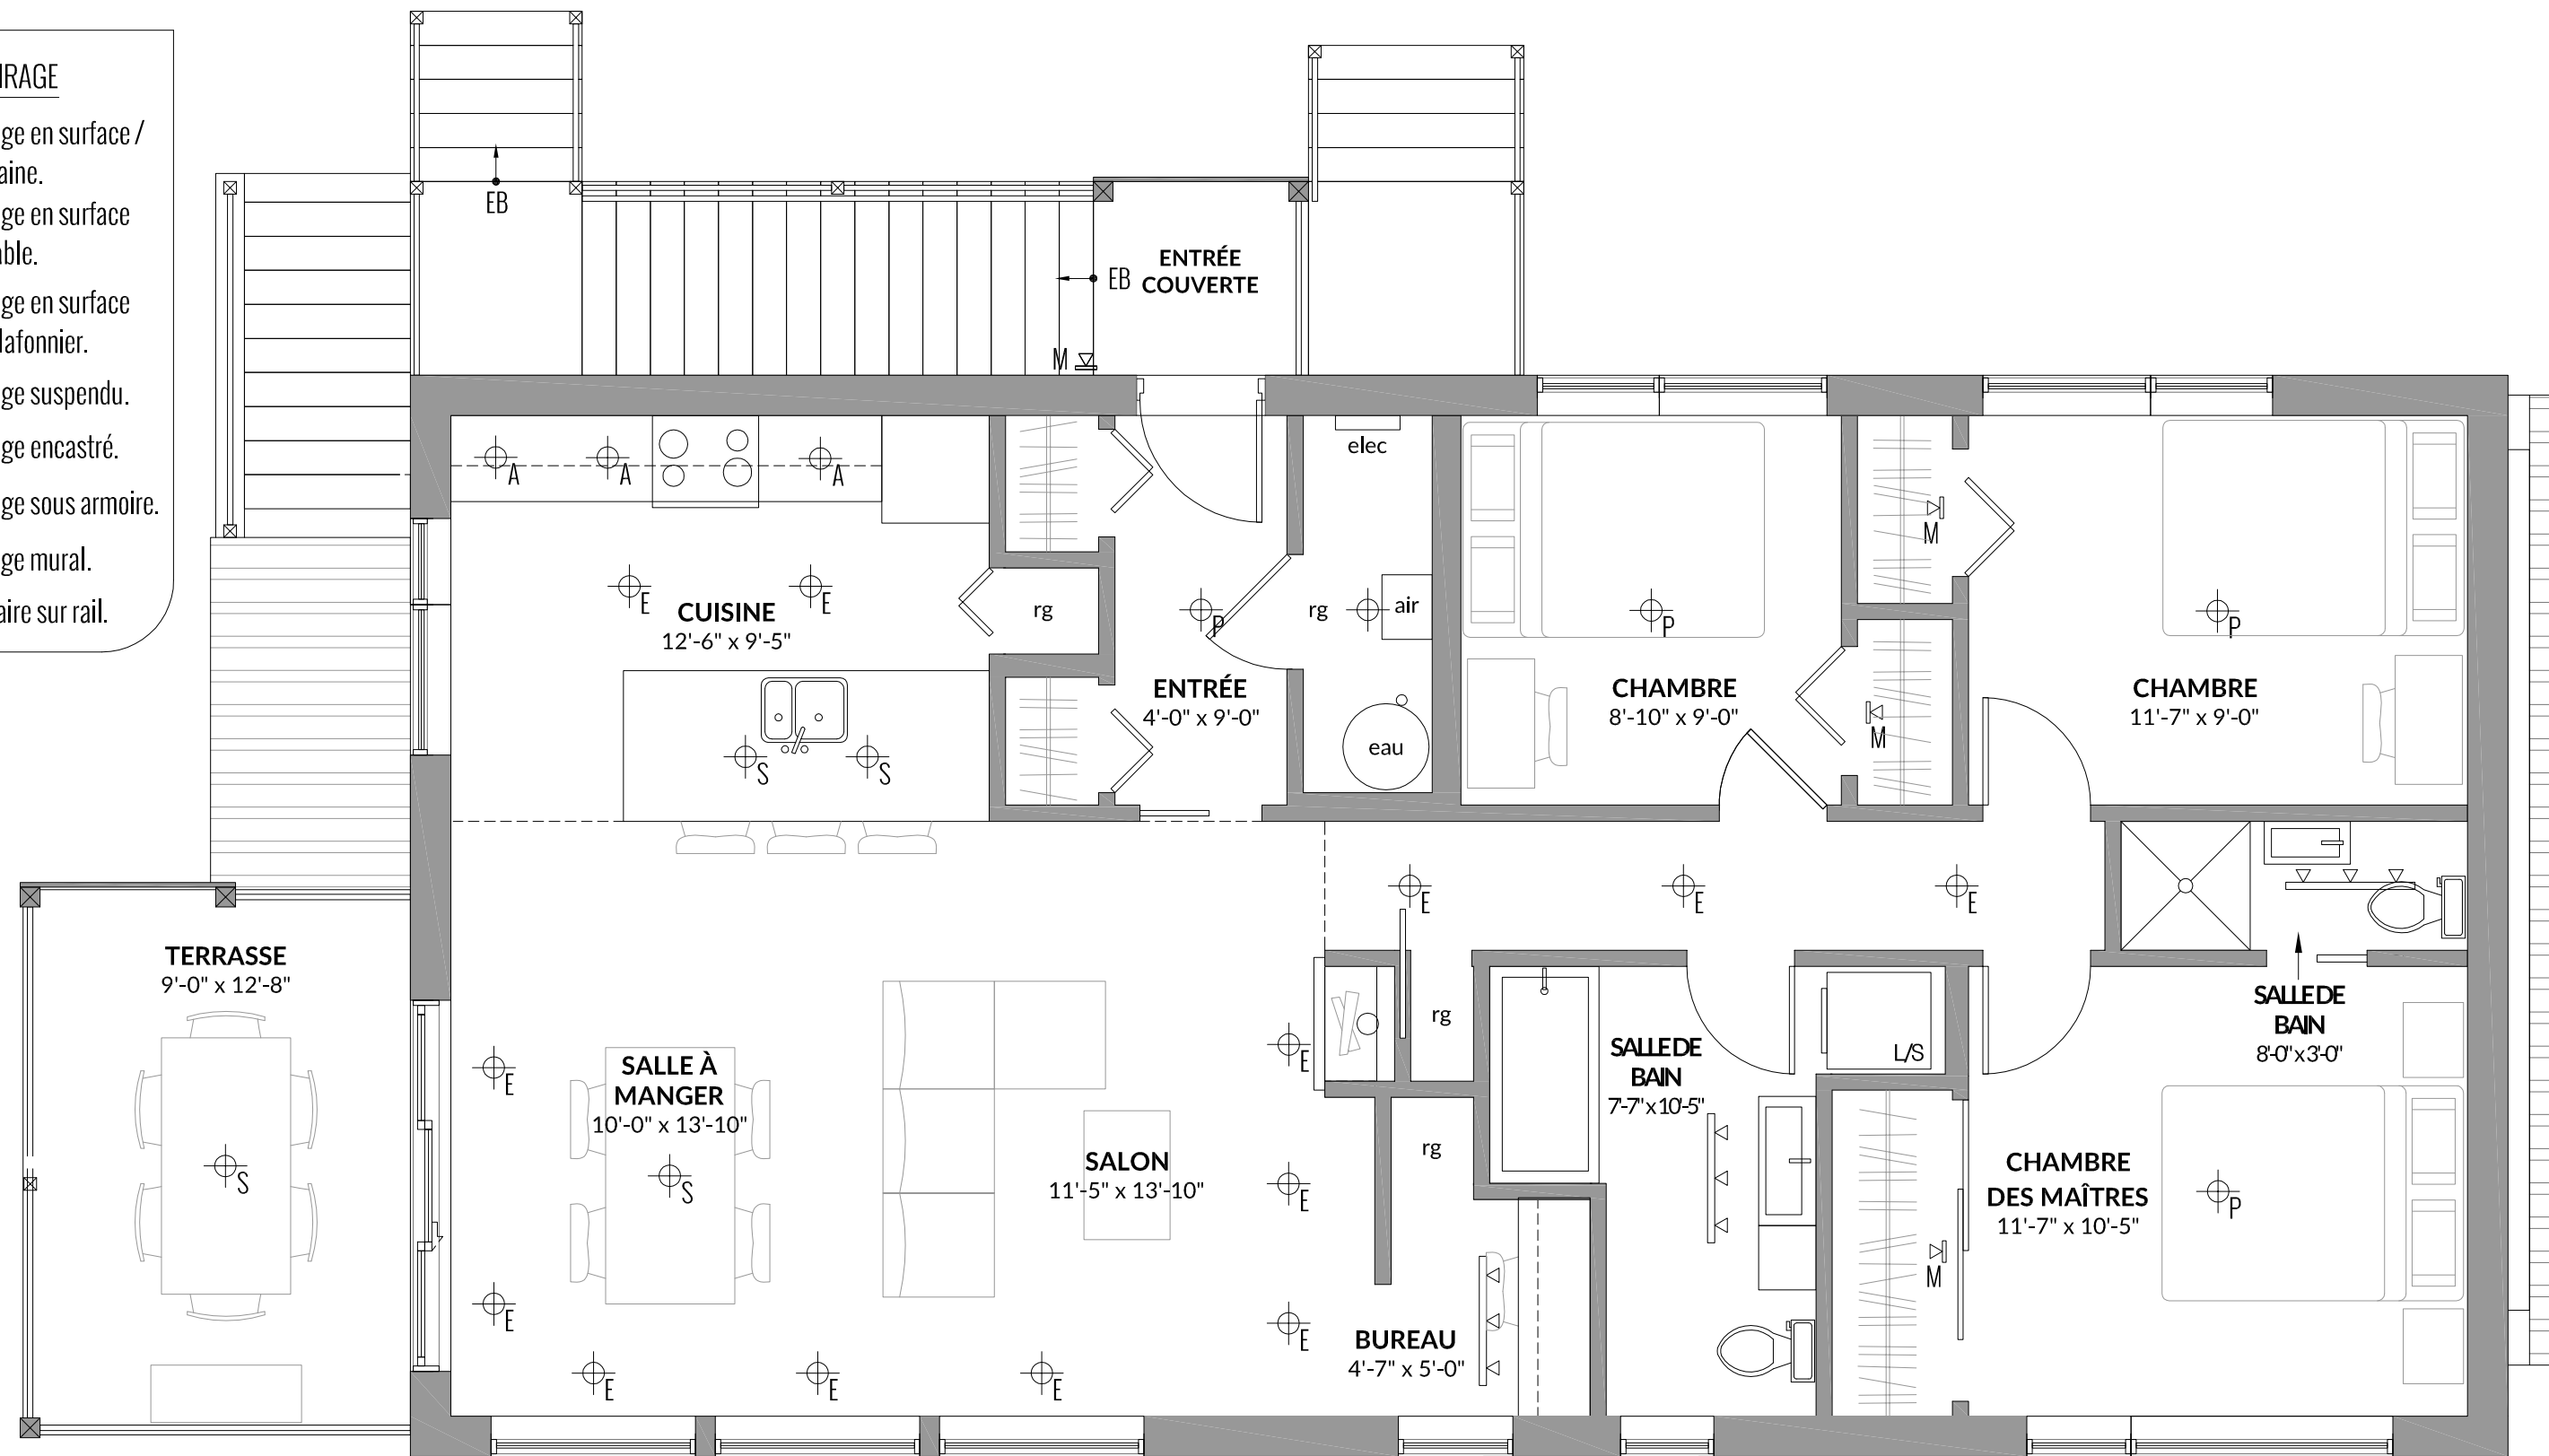 IRAGE
ge en surface /
aine.
ge en surface
able.
ge en surface
lafonnier.
ge suspendu.
ge encastré.
ge sous armoire.
ge mural.
aire sur rail.
EB
EB
ENTRÉE
COUVERTE
M
A
A
A
elec
M
E
E
CUISINE
12'-6" x 9'-5"
rg
P
rg
air
P
P
ENTRÉE
4'-0" x 9'-0"
CHAMBRE
8'-10" x 9'-0"
M
CHAMBRE
11'-7" x 9'-0"
S
S
eau
E
E
E
TERRASSE
9'-0" x 12'-8"
SALLE DE
BAIN
8'-0" x 3'-0"
rg
E
E
SALLE À
MANGER
10'-0" x 13'-10"
SALLE DE
BAIN
7'-7" x 10'-5"
L/S
S
S
SALON
11'-5" x 13'-10"
E
rg
CHAMBRE
DES MAÎTRES
11'-7" x 10'-5"
P
M
E
E
BUREAU
4'-7" x 5'-0"
E
E
E